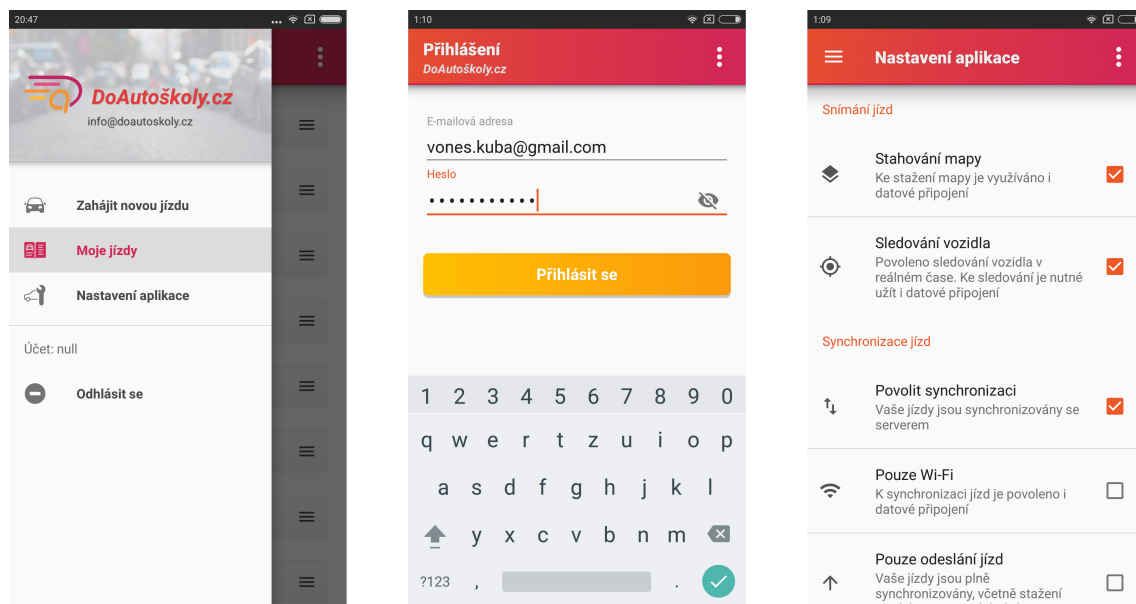 20:47
DoAutoškoly.cz
info@doautoskoly.cz
Zahájit novou jízdu
Moje jízdy
Nastavení aplikace
Účet: null
Odhlásit se
1:10
Přihlášení
DoAutoškoly.cz
E-mailová adresa
vones.kuba@gmail.com
Heslo
Přihlásit se
1 2 3 4 5 6 7 8 9 0
q w e r t z u i o p
a s d f g h j k l
y x c v b n m
?123 , .
1:09
Nastavení aplikace
Snímání jízd
Stahování mapy
Ke stažení mapy je využíváno i
datové připojení
Sledování vozidla
Povoleno sledování vozidla v
reálném čase. Ke sledování je nutné
užít i datové připojení
Synchronizace jízd
Povolit synchronizaci
Vaše jízdy jsou synchronizovány se
serverem
Pouze Wi-Fi
K synchronizaci jízd je povoleno i
datové připojení
Pouze odeslání jízd
Vaše jízdy jsou plně
synchronizovány, včetně stažení